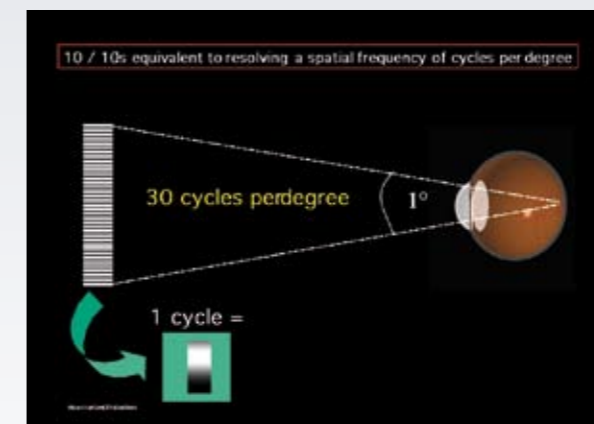 10 / 10s equivalent to resolving a spatial frequency of cycles per degree
30 cycles perdegree
1°
1 cycle =